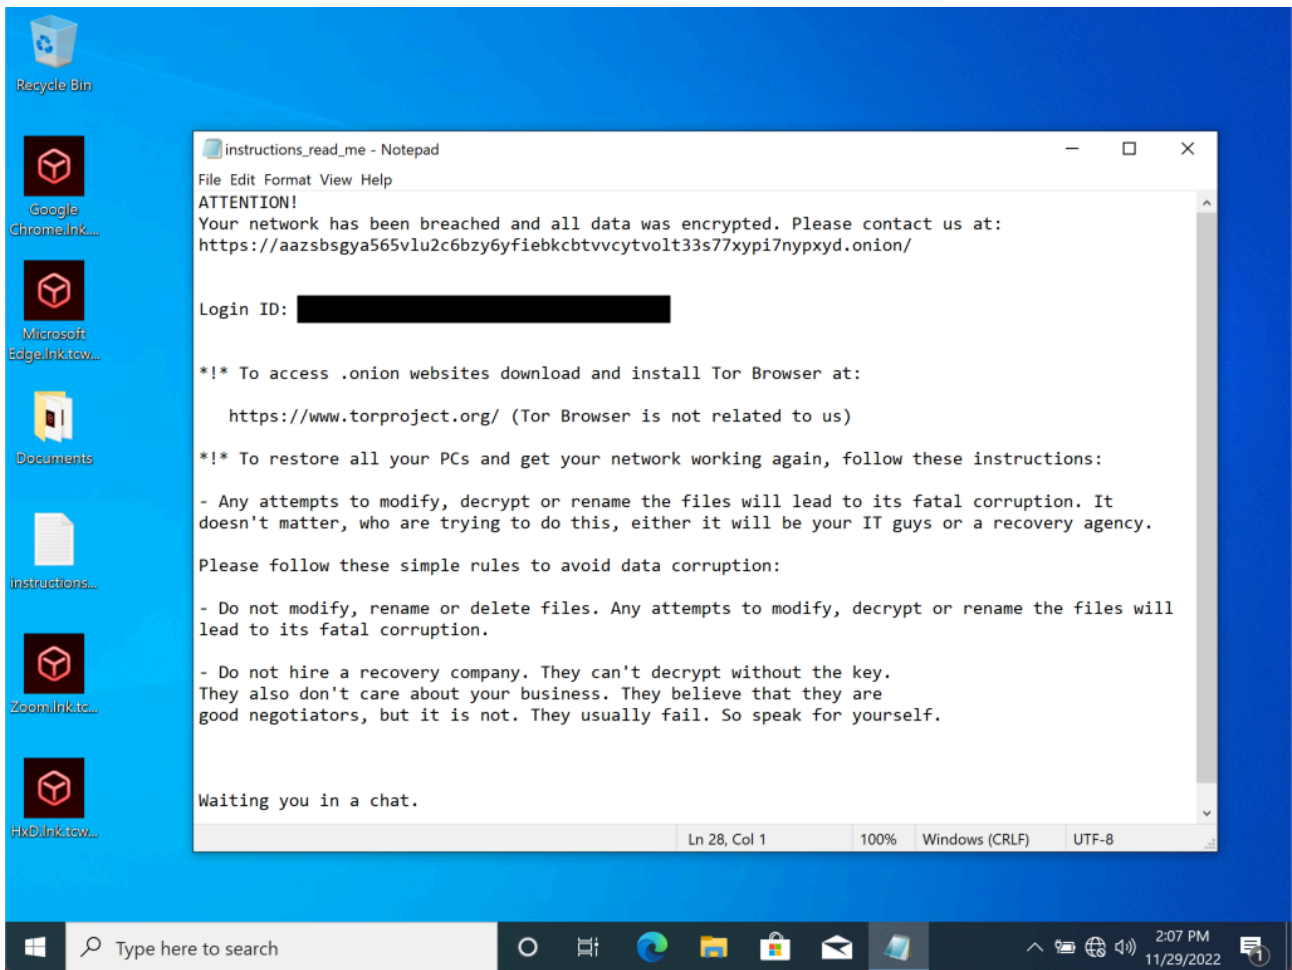 Recycle Bin
Google
Chrome.lnk....
Microsoft
Edge.lnk.tcw...
Documents
instructions...
Zoom.lnk.tc...
HxD.lnk.tcw...
instructions_read_me - Notepad
File Edit Format View Help
ATTENTION!
Your network has been breached and all data was encrypted. Please contact us at:
https://aazsbsgya565vlu2c6bzy6yfiebkcbtvvcytvolt33s77xypi7nypxyd.onion/
Login ID:
*!* To access .onion websites download and install Tor Browser at:
https://www.torproject.org/ (Tor Browser is not related to us)
*!* To restore all your PCs and get your network working again, follow these instructions:
- Any attempts to modify, decrypt or rename the files will lead to its fatal corruption. It
doesn't matter, who are trying to do this, either it will be your IT guys or a recovery agency.
Please follow these simple rules to avoid data corruption:
- Do not modify, rename or delete files. Any attempts to modify, decrypt or rename the files will
lead to its fatal corruption.
- Do not hire a recovery company. They can't decrypt without the key.
They also don't care about your business. They believe that they are
good negotiators, but it is not. They usually fail. So speak for yourself.
Waiting you in a chat.
Ln 28, Col 1 100% Windows (CRLF) UTF-8
Type here to search
2:07 PM
11/29/2022
1